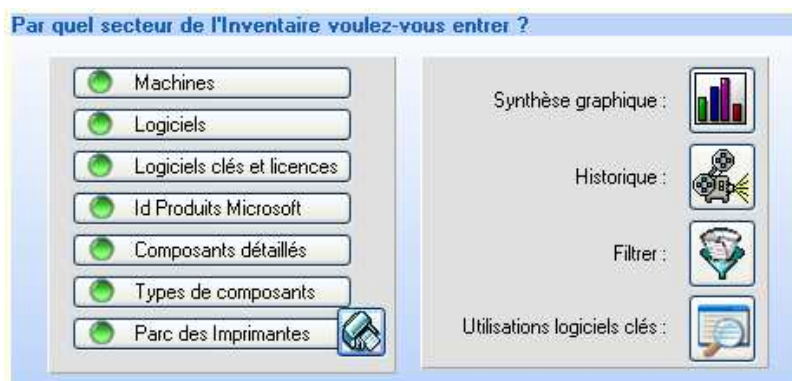 Par quel secteur de l'Inventaire voulez-vous entrer ?
Machines
Logiciels
Logiciels clés et licences
Id Produits Microsoft
Composants détaillés
Types de composants
Parc des Imprimantes
Synthèse graphique :
Historique :
Filtrer :
Utilisations logiciels clés :